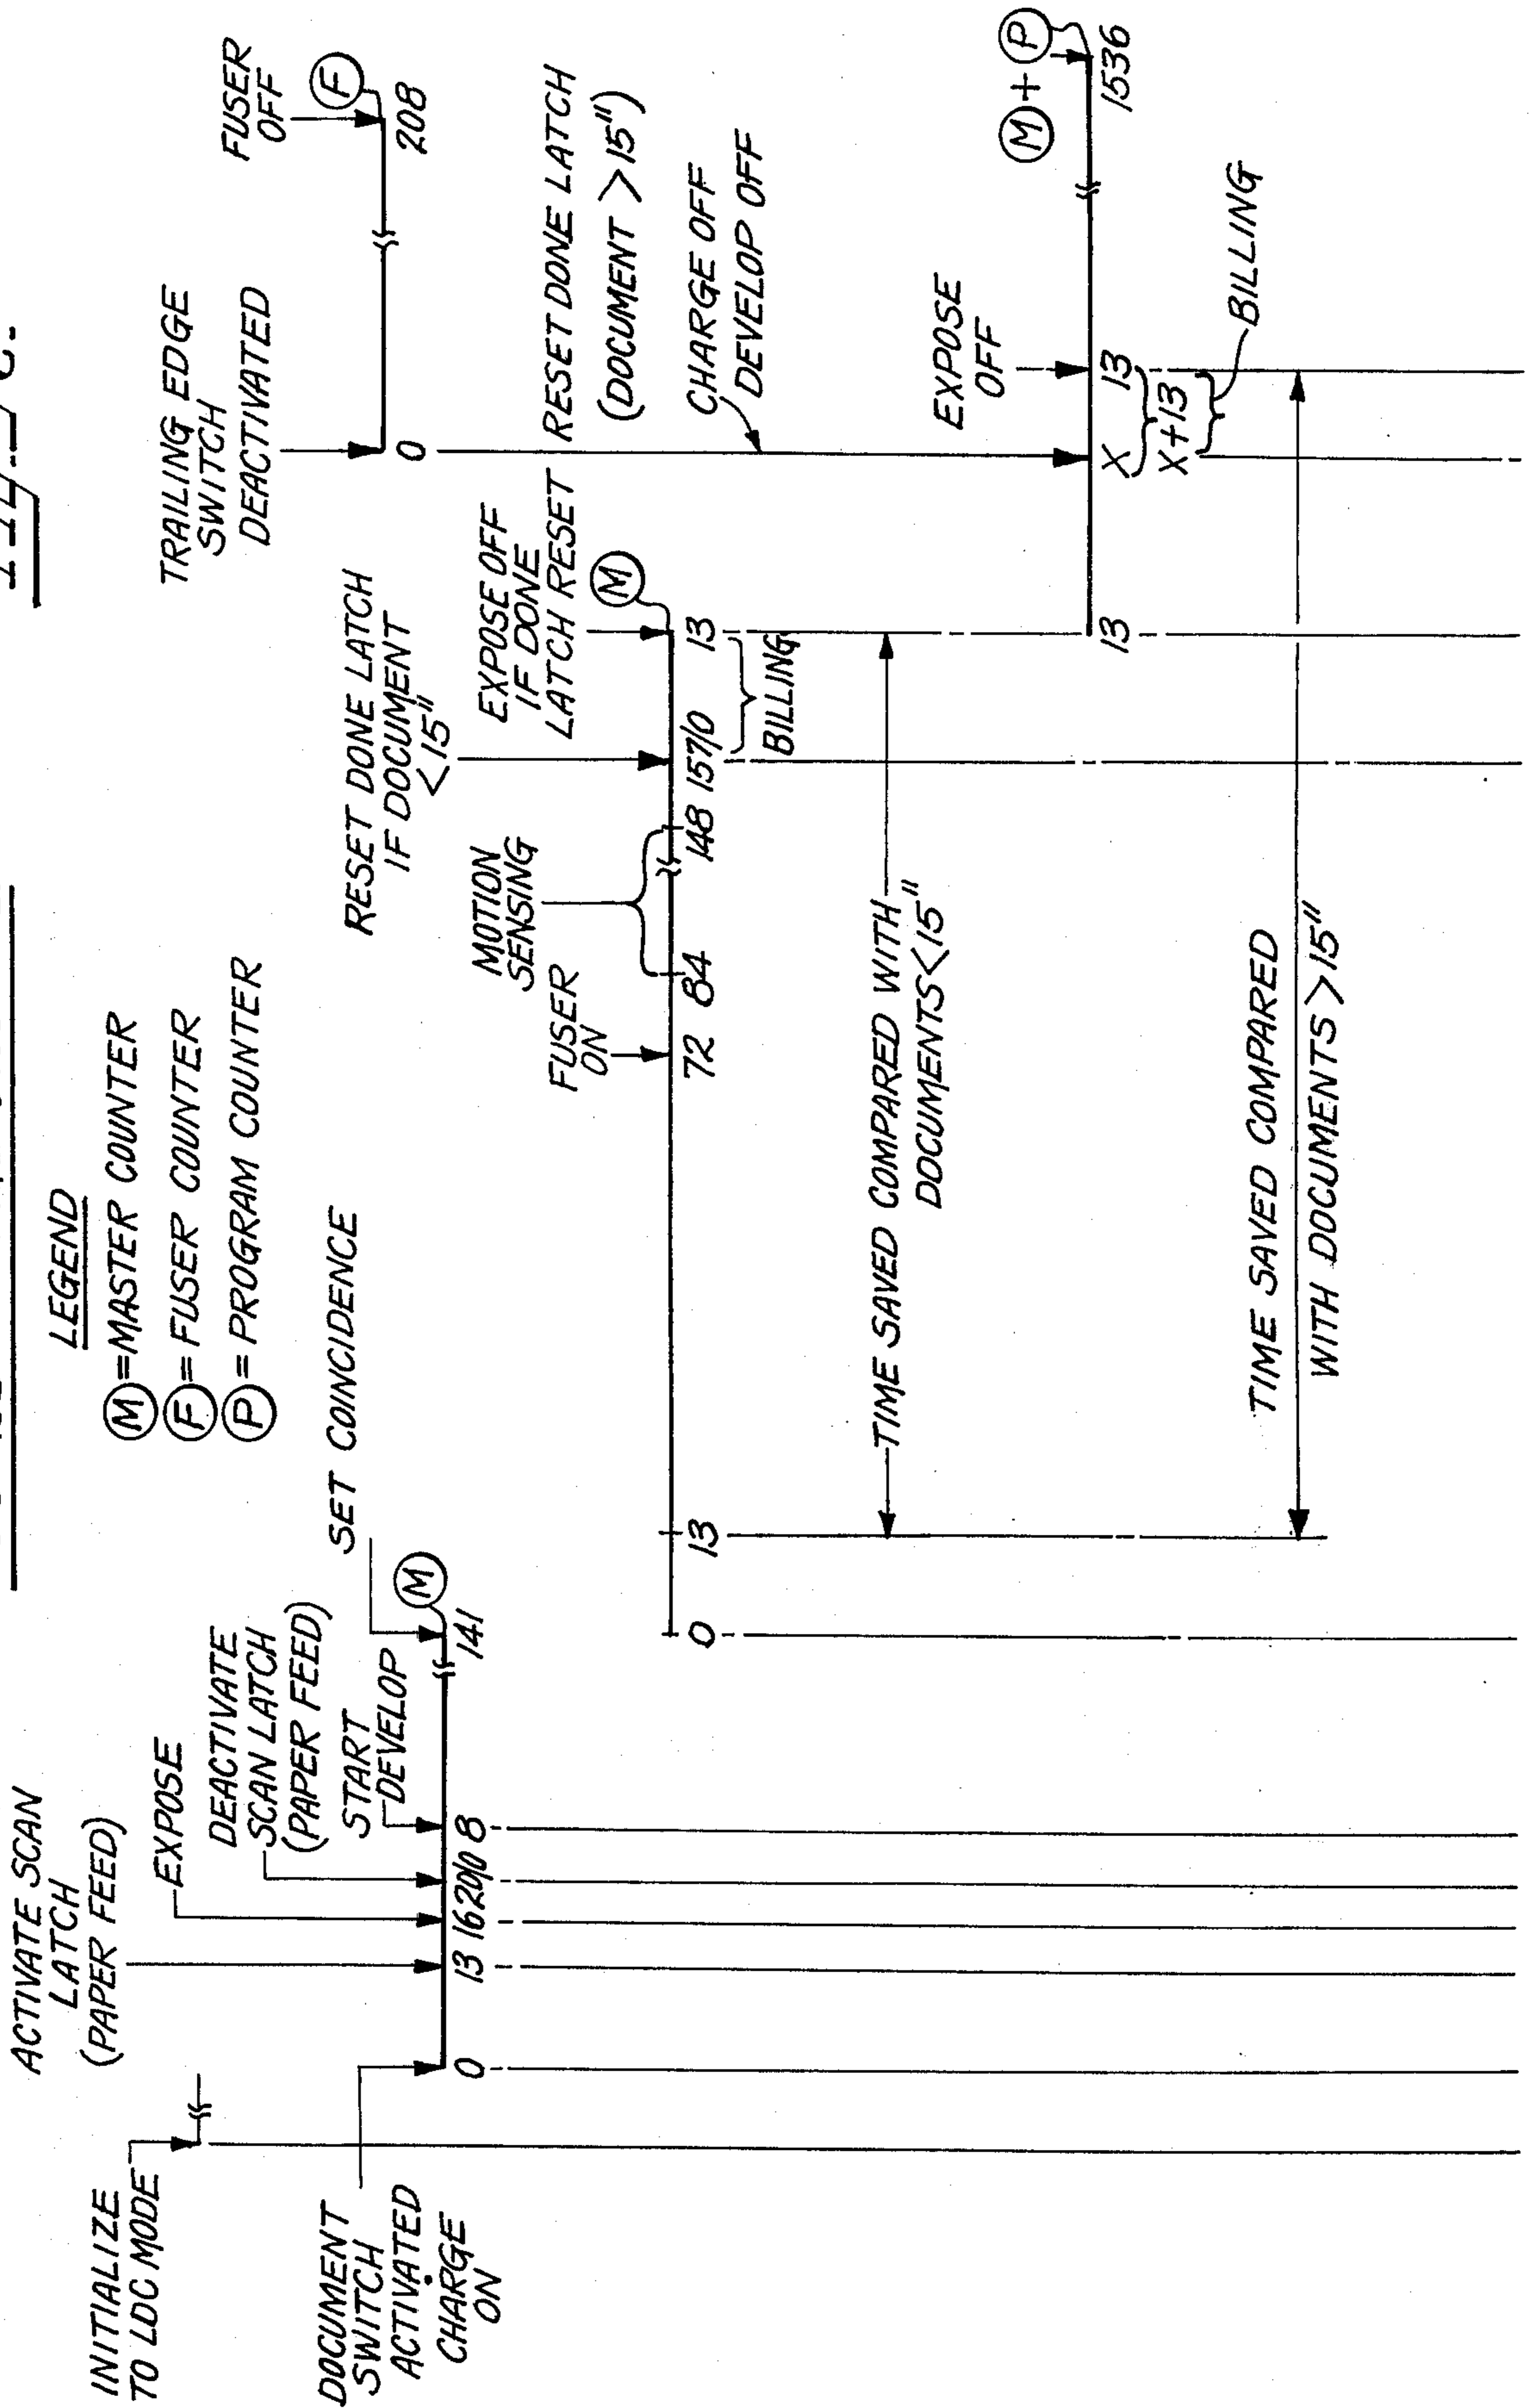 LEGEND
(M)=MASTER COUNTER
(F)=FUSER COUNTER
(P)=PROGRAM COUNTER
INITIALIZE
TO LDC MODE
ACTIVATE SCAN
LATCH
(PAPER FEED)
EXPOSE
DEACTIVATE
SCAN LATCH
(PAPER FEED)
START
DEVELOP
SET COINCIDENCE
DOCUMENT
SWITCH
ACTIVATED
CHARGE
ON
0 13 16 20/0 8 141
M
TRAILING EDGE
SWITCH
DEACTIVATED
FUSER
OFF
F
0 208
RESET DONE LATCH
IF DOCUMENT
<15"
MOTION
SENSING
FUSER
ON
EXPOSE OFF
IF DONE
LATCH RESET
M
0 13 72 84 148 157/0 13
BILLING
RESET DONE LATCH
(DOCUMENT >15")
CHARGE OFF
DEVELOP OFF
TIME SAVED COMPARED WITH
DOCUMENTS<15"
EXPOSE
OFF
M + P
13 X 13 1536
X+13
BILLING
TIME SAVED COMPARED
WITH DOCUMENTS >15"